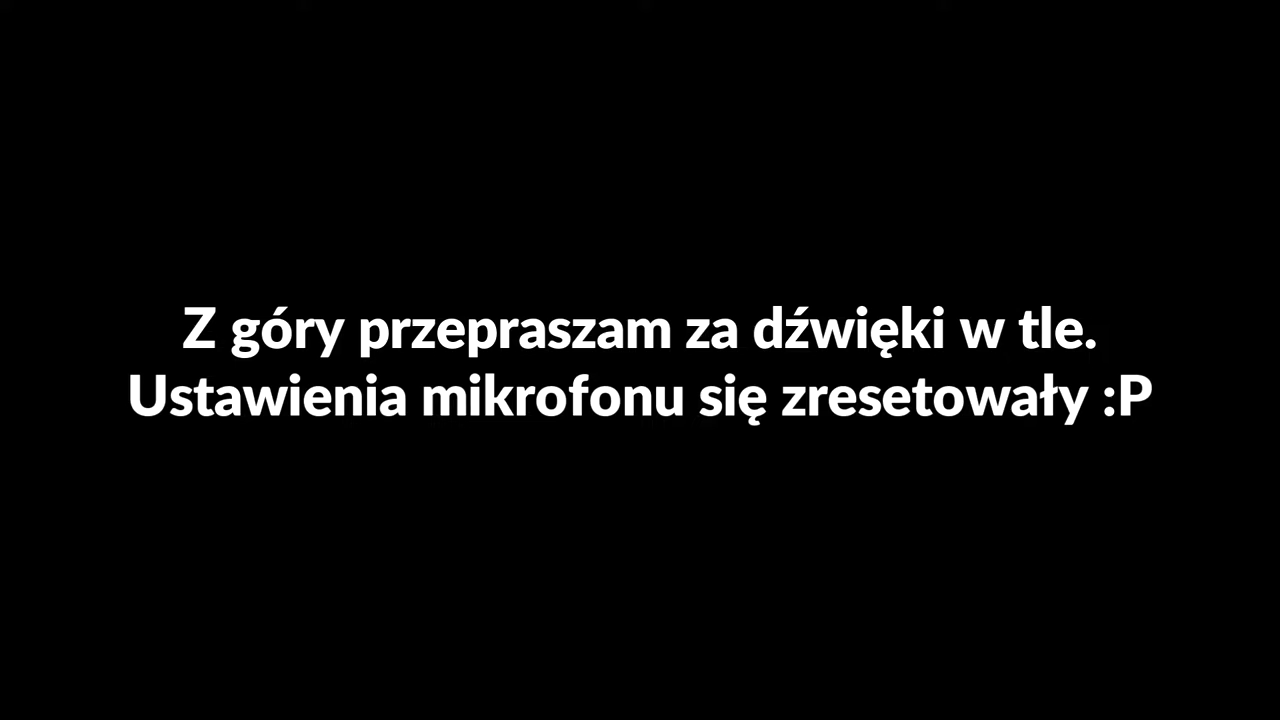 Z góry przepraszam za dźwięki w tle.
Ustawienia mikrofonu się zresetowały :P